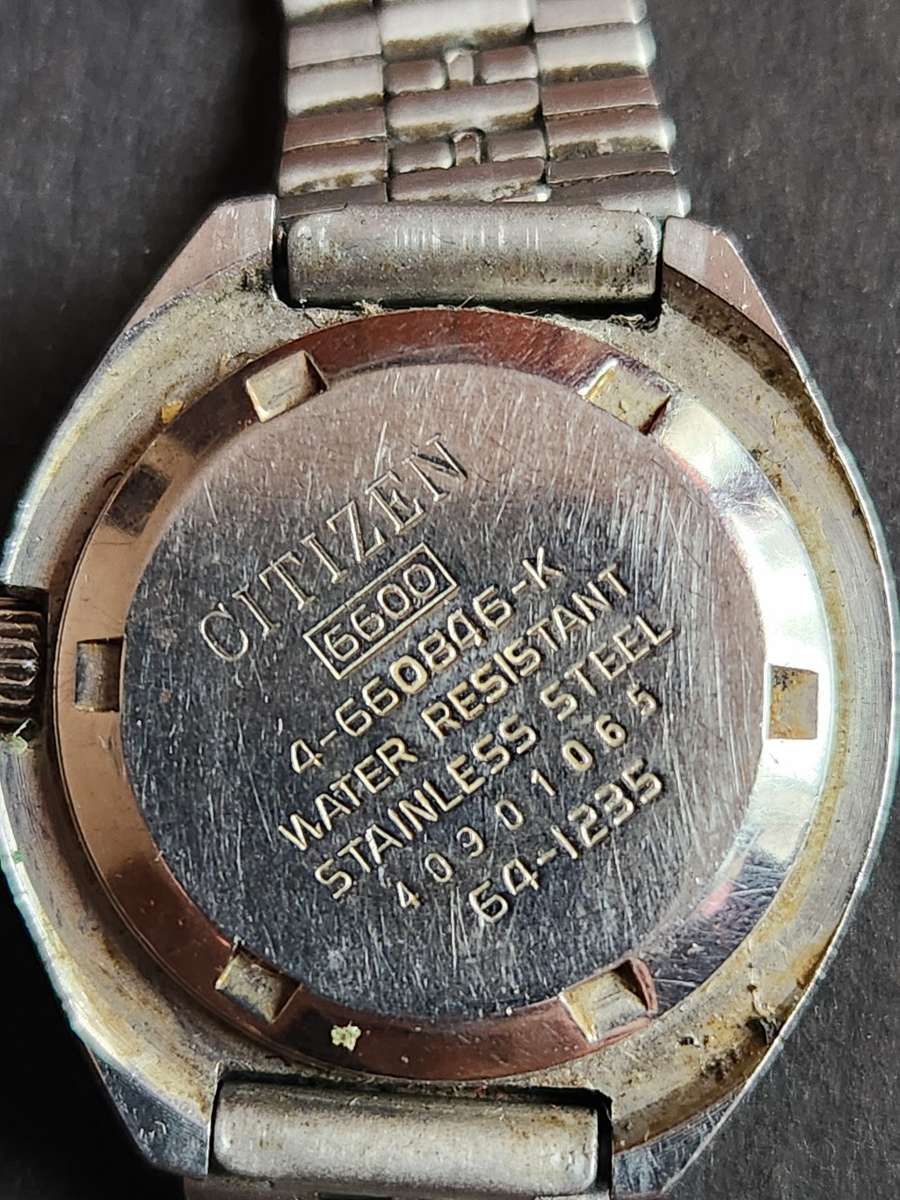 CITIZEN
6600
4-660846-K
WATER RESISTANT
STAINLESS STEEL
40901065
64-1235